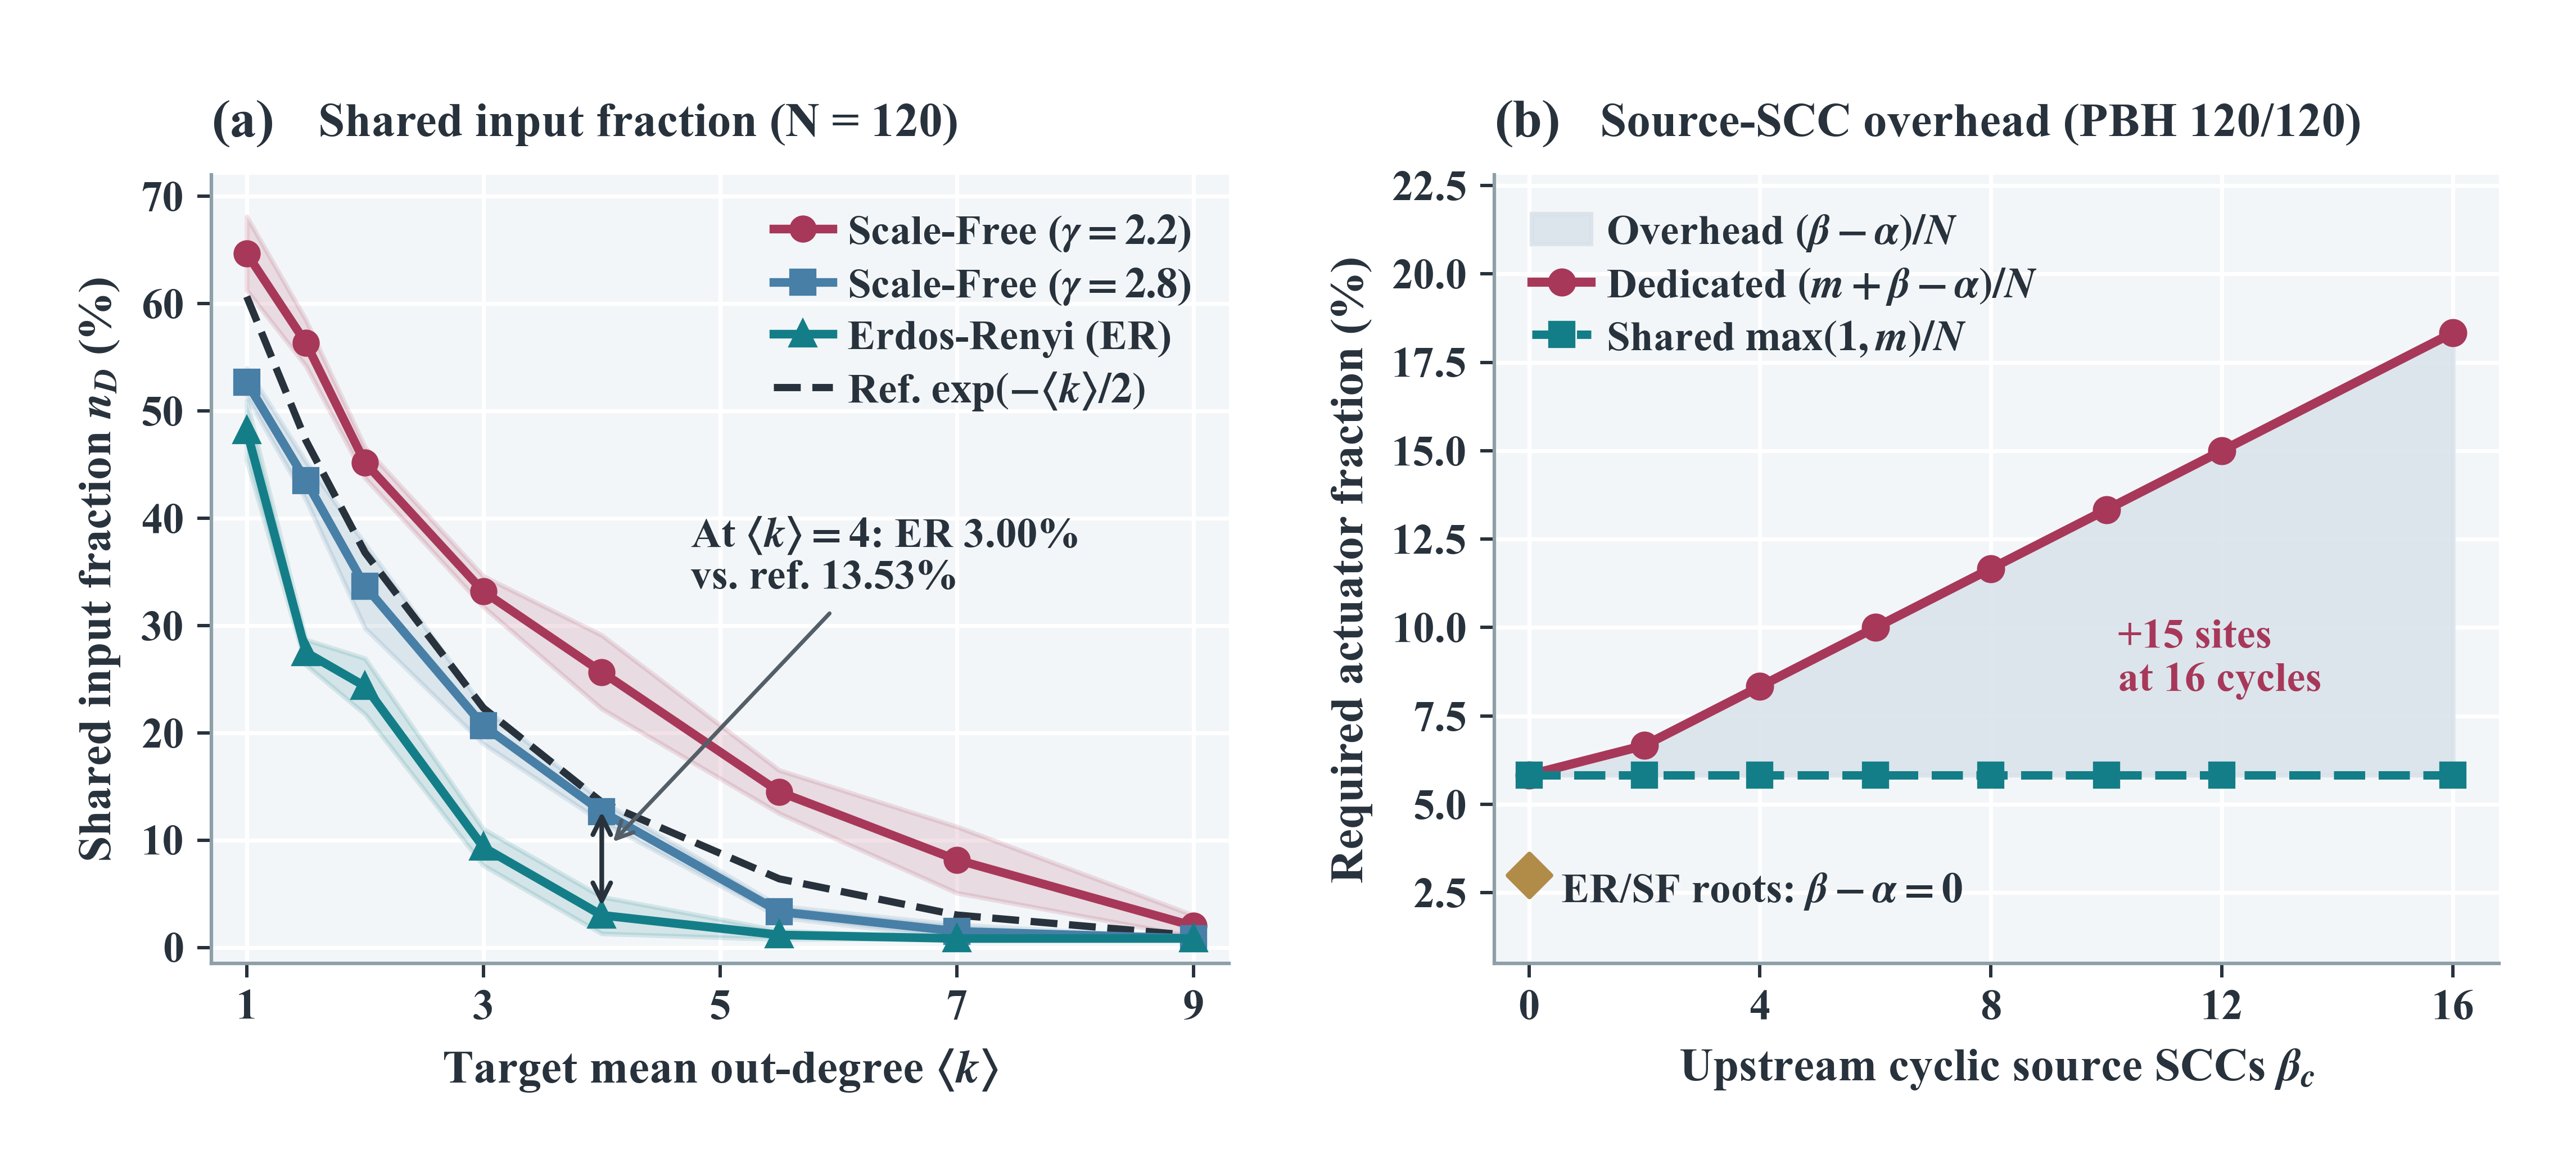 (a) Shared input fraction (N = 120)
Shared input fraction n_D (%)
70
60
50
40
30
20
10
0
Scale-Free (γ = 2.2)
Scale-Free (γ = 2.8)
Erdos-Renyi (ER)
Ref. exp(−⟨k⟩/2)
At ⟨k⟩ = 4: ER 3.00%
vs. ref. 13.53%
1 3 5 7 9
Target mean out-degree ⟨k⟩
(b) Source-SCC overhead (PBH 120/120)
Required actuator fraction (%)
22.5
20.0
17.5
15.0
12.5
10.0
7.5
5.0
2.5
Overhead (β − α)/N
Dedicated (m + β − α)/N
Shared max(1, m)/N
+15 sites
at 16 cycles
ER/SF roots: β − α = 0
0 4 8 12 16
Upstream cyclic source SCCs β_c